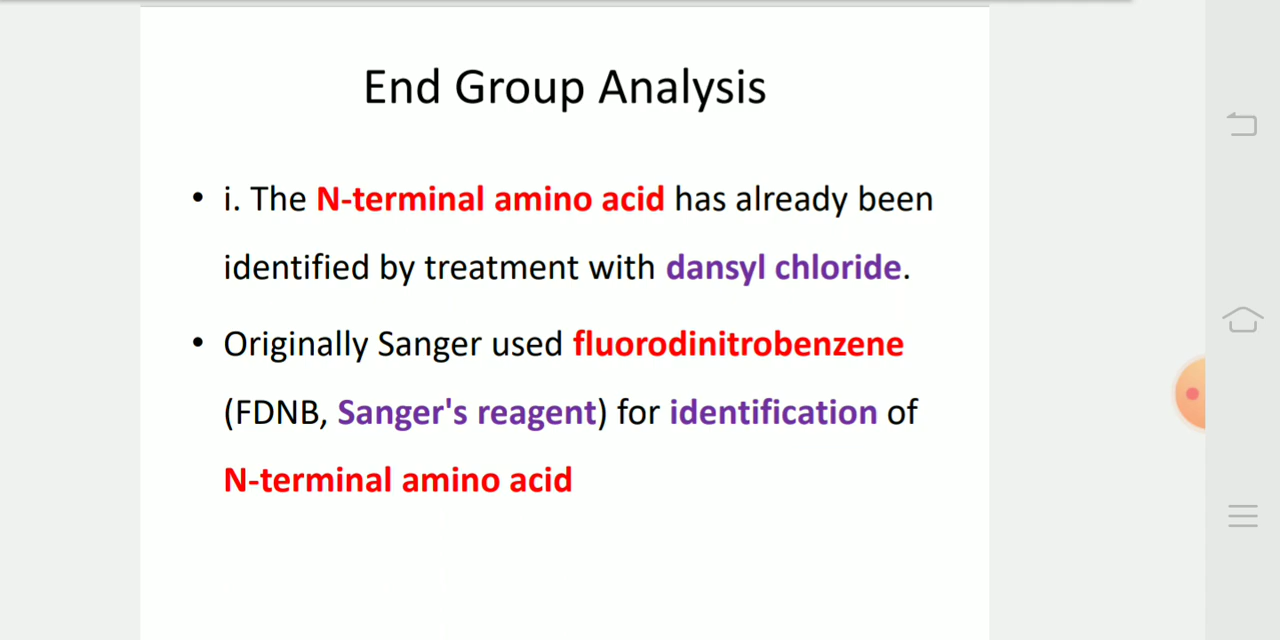 End Group Analysis
• i. The N-terminal amino acid has already been
identified by treatment with dansyl chloride.
• Originally Sanger used fluorodinitrobenzene
(FDNB, Sanger's reagent) for identification of
N-terminal amino acid